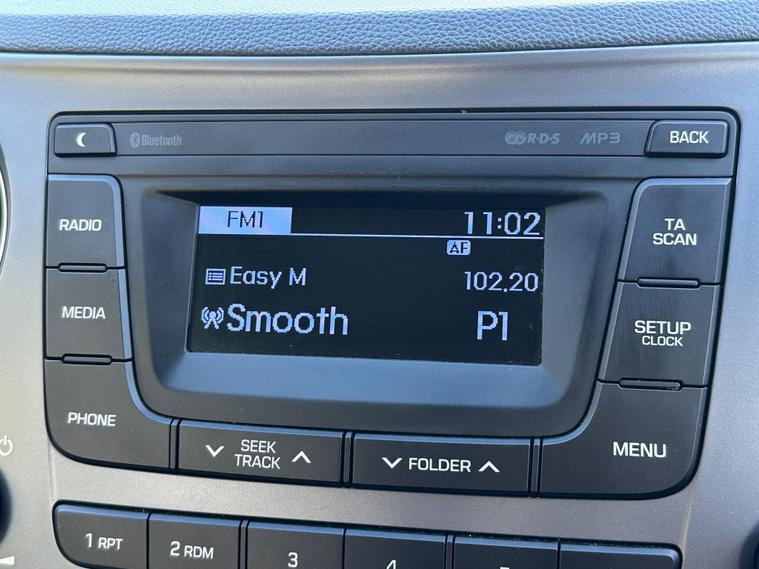 Bluetooth
R·D·S
MP3
BACK
RADIO
FM1
11:02
TA
SCAN
AF
MEDIA
Easy M
102.20
Smooth
P1
SETUP
CLOCK
PHONE
SEEK
TRACK
FOLDER
MENU
1 RPT
2 RDM
3
4